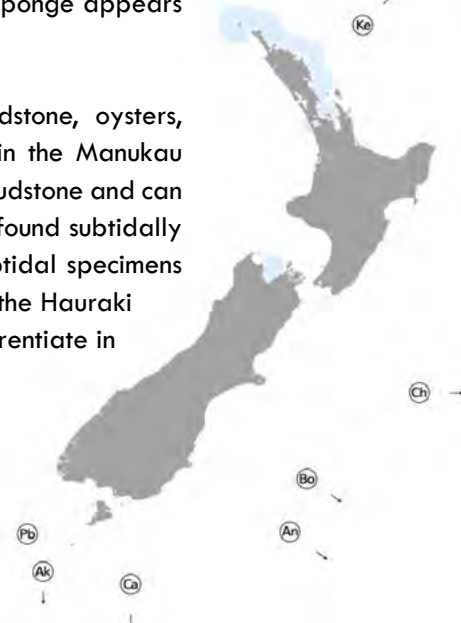 ponge appears
Ke
dstone, oysters,
in the Manukau
udstone and can
found subtidally
otidal specimens
the Hauraki
rentiate in
Ch
Bo
An
Pb
Ak
Ca